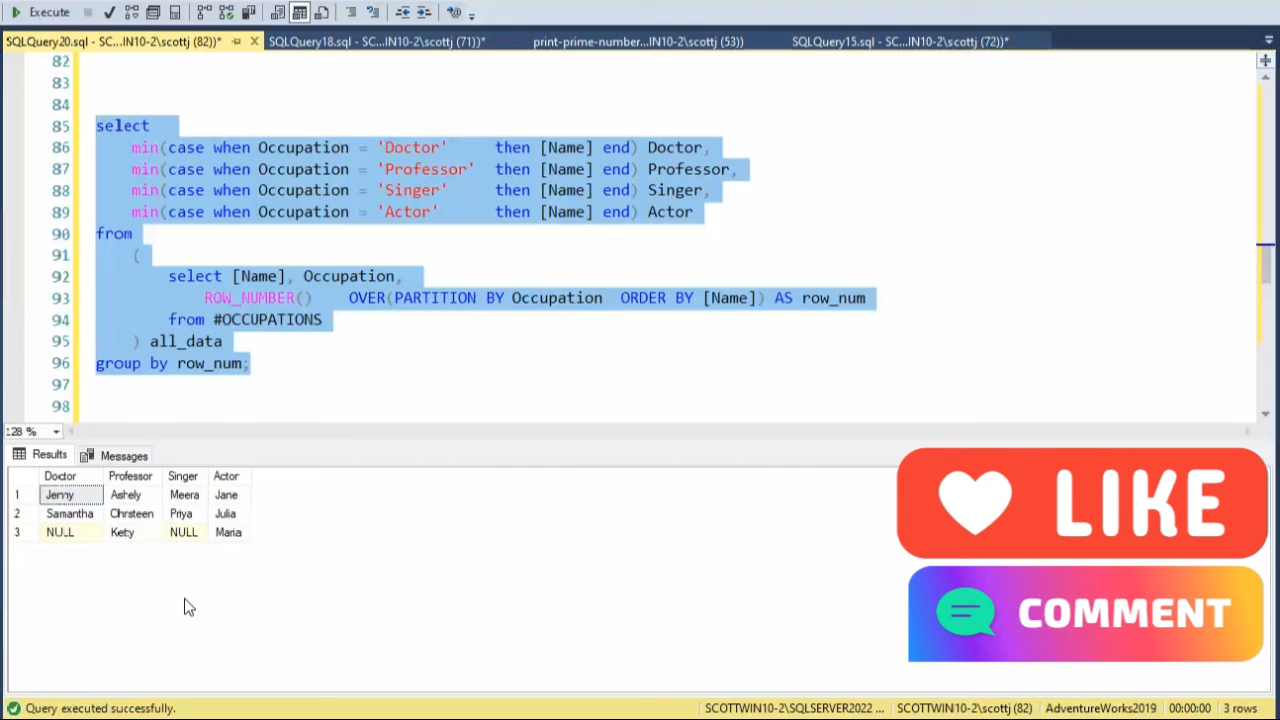 Execute
SQLQuery20.sql - SC...IN10-2\scottj (82))* SQLQuery18.sql - SC...IN10-2\scottj (71))* print-prime-number...IN10-2\scottj (53)) SQLQuery15.sql - SC...IN10-2\scottj (72))*
82
83
84
85 select
86 min(case when Occupation = 'Doctor' then [Name] end) Doctor,
87 min(case when Occupation = 'Professor' then [Name] end) Professor,
88 min(case when Occupation = 'Singer' then [Name] end) Singer,
89 min(case when Occupation = 'Actor' then [Name] end) Actor
90 from
91 (
92 select [Name], Occupation,
93 ROW_NUMBER() OVER(PARTITION BY Occupation ORDER BY [Name]) AS row_num
94 from #OCCUPATIONS
95 ) all_data
96 group by row_num;
97
98
128 %
Results Messages
Doctor Professor Singer Actor
1 Jenny Ashely Meera Jane
2 Samantha Chrsteen Priya Julia
3 NULL Kety NULL Maria
LIKE
COMMENT
Query executed successfully. SCOTTWIN10-2\SQLSERVER2022 ... SCOTTWIN10-2\scottj (82) AdventureWorks2019 00:00:00 3 rows